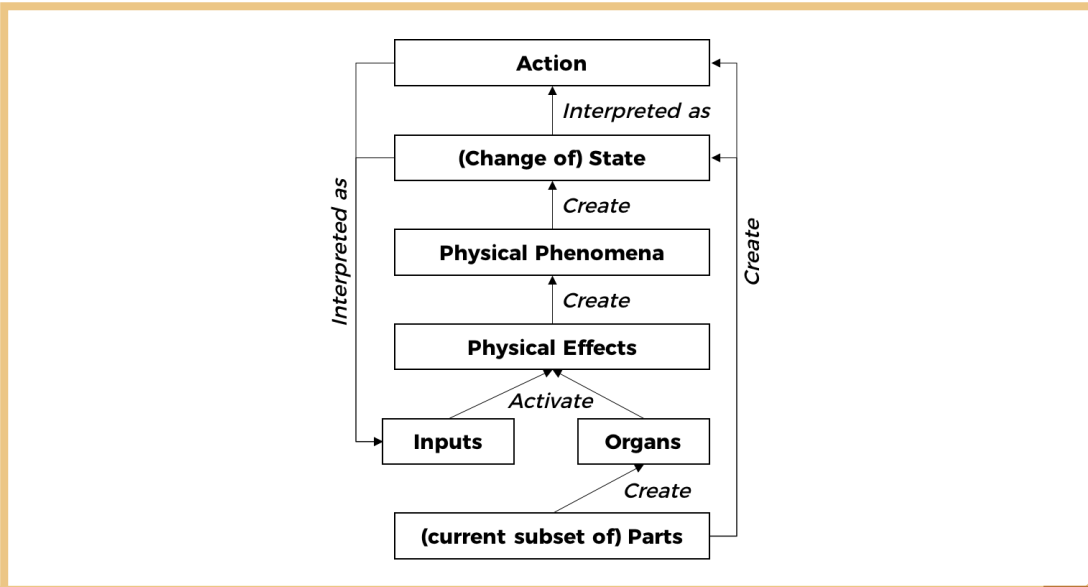 Action
Interpreted as
(Change of) State
Create
Interpreted as
Create
Physical Phenomena
Create
Physical Effects
Activate
Inputs
Organs
Create
(current subset of) Parts